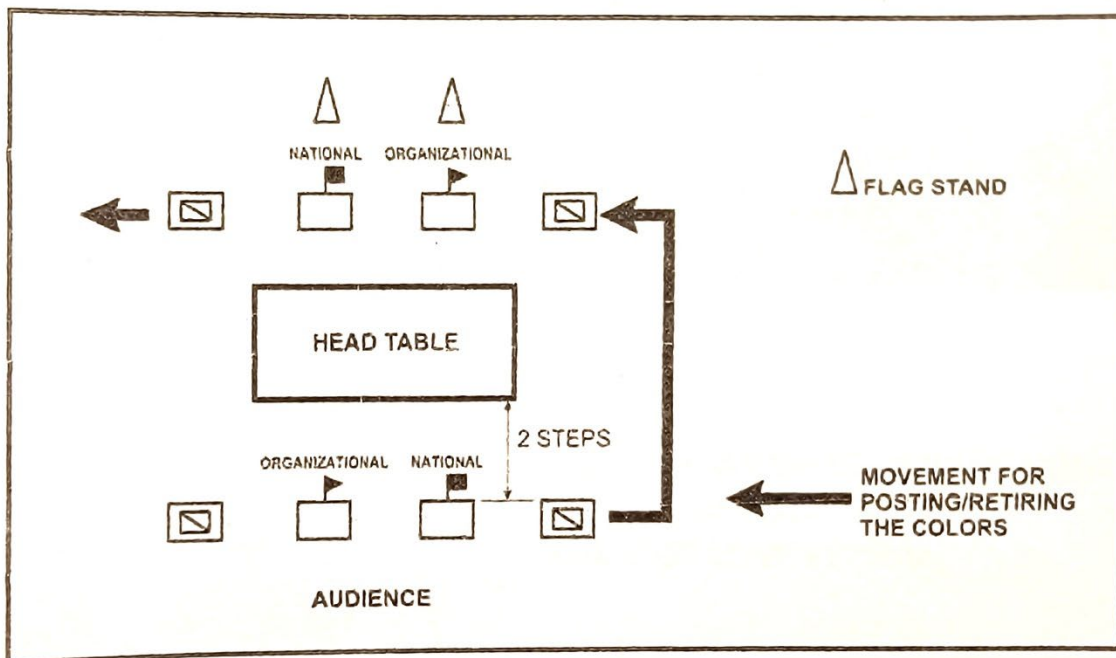 NATIONAL ORGANIZATIONAL
FLAG STAND
HEAD TABLE
2 STEPS
ORGANIZATIONAL NATIONAL
MOVEMENT FOR
POSTING/RETIRING
THE COLORS
AUDIENCE